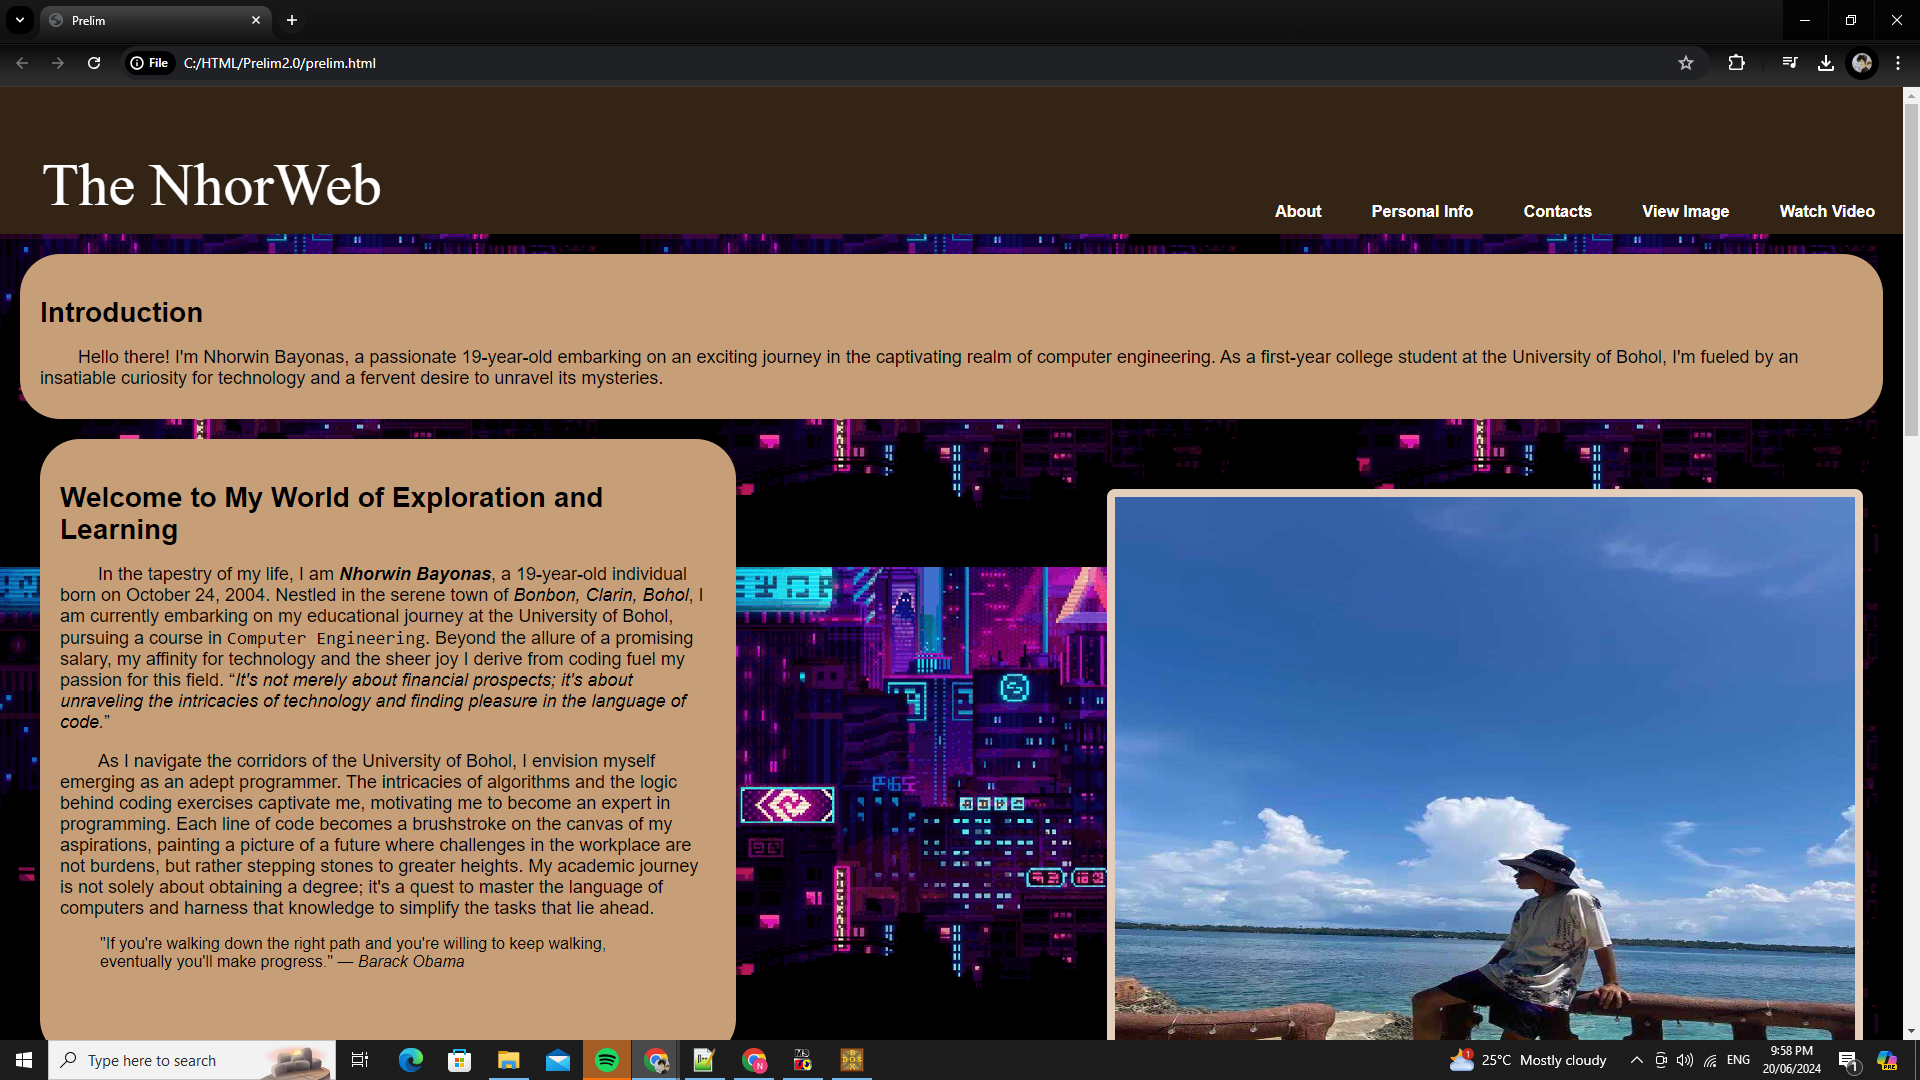 Prelim
File
C:/HTML/Prelim2.0/prelim.html
The NhorWeb
About
Personal Info
Contacts
View Image
Watch Video
Introduction
Hello there! I'm Nhorwin Bayonas, a passionate 19-year-old embarking on an exciting journey in the captivating realm of computer engineering. As a first-year college student at the University of Bohol, I'm fueled by an
insatiable curiosity for technology and a fervent desire to unravel its mysteries.
Welcome to My World of Exploration and
Learning
In the tapestry of my life, I am Nhorwin Bayonas, a 19-year-old individual
born on October 24, 2004. Nestled in the serene town of Bonbon, Clarin, Bohol, I
am currently embarking on my educational journey at the University of Bohol,
pursuing a course in Computer Engineering. Beyond the allure of a promising
salary, my affinity for technology and the sheer joy I derive from coding fuel my
passion for this field. “It's not merely about financial prospects; it's about
unraveling the intricacies of technology and finding pleasure in the language of
code.”
As I navigate the corridors of the University of Bohol, I envision myself
emerging as an adept programmer. The intricacies of algorithms and the logic
behind coding exercises captivate me, motivating me to become an expert in
programming. Each line of code becomes a brushstroke on the canvas of my
aspirations, painting a picture of a future where challenges in the workplace are
not burdens, but rather stepping stones to greater heights. My academic journey
is not solely about obtaining a degree; it's a quest to master the language of
computers and harness that knowledge to simplify the tasks that lie ahead.
"If you're walking down the right path and you're willing to keep walking,
eventually you'll make progress." — Barack Obama
Type here to search
25°C Mostly cloudy
ENG
9:58 PM
20/06/2024